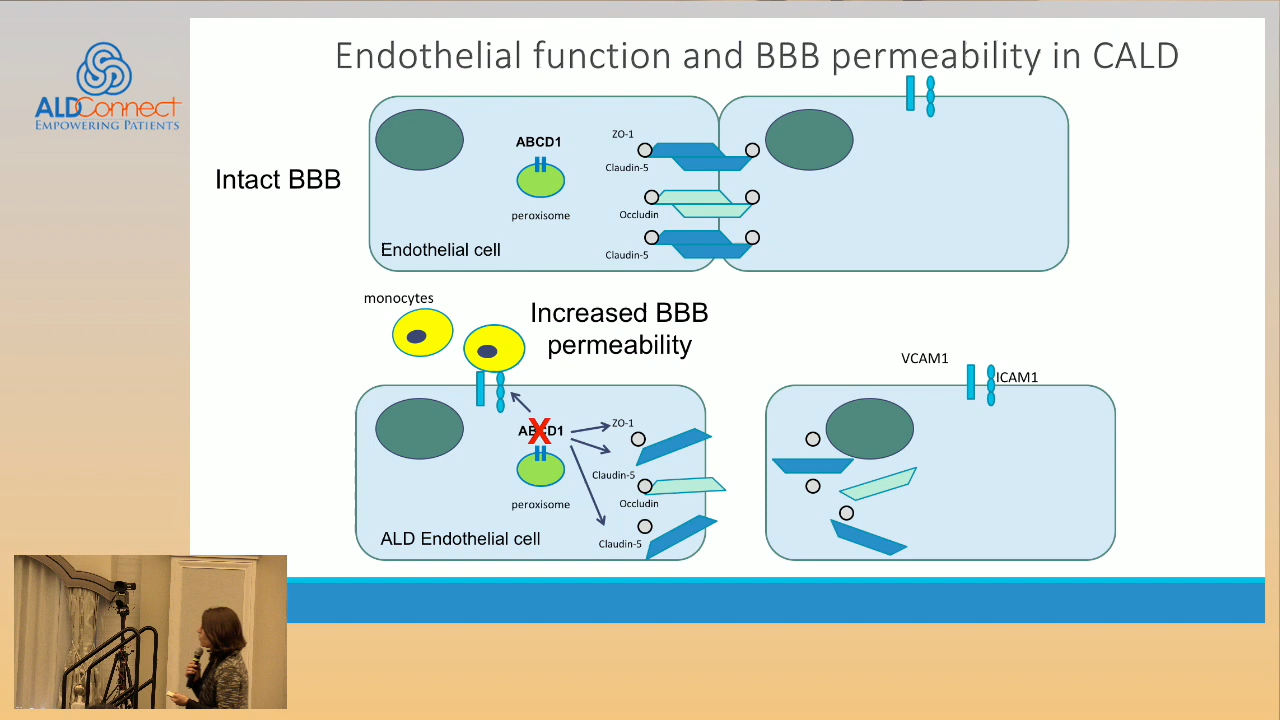 Endothelial function and BBB permeability in CALD
ALDConnect
EMPOWERING PATIENTS
Intact BBB
ABCD1
peroxisome
ZO-1
Claudin-5
Occludin
Claudin-5
Endothelial cell
monocytes
Increased BBB
permeability
VCAM1
ICAM1
ABCD1
X
peroxisome
ZO-1
Claudin-5
Occludin
Claudin-5
ALD Endothelial cell